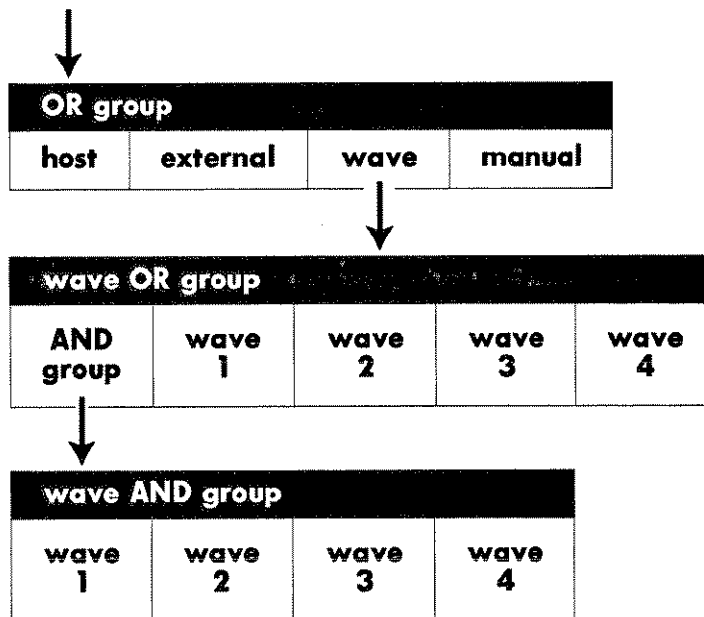 OR group
host external wave manual
wave OR group
AND group wave 1 wave 2 wave 3 wave 4
wave AND group
wave 1 wave 2 wave 3 wave 4